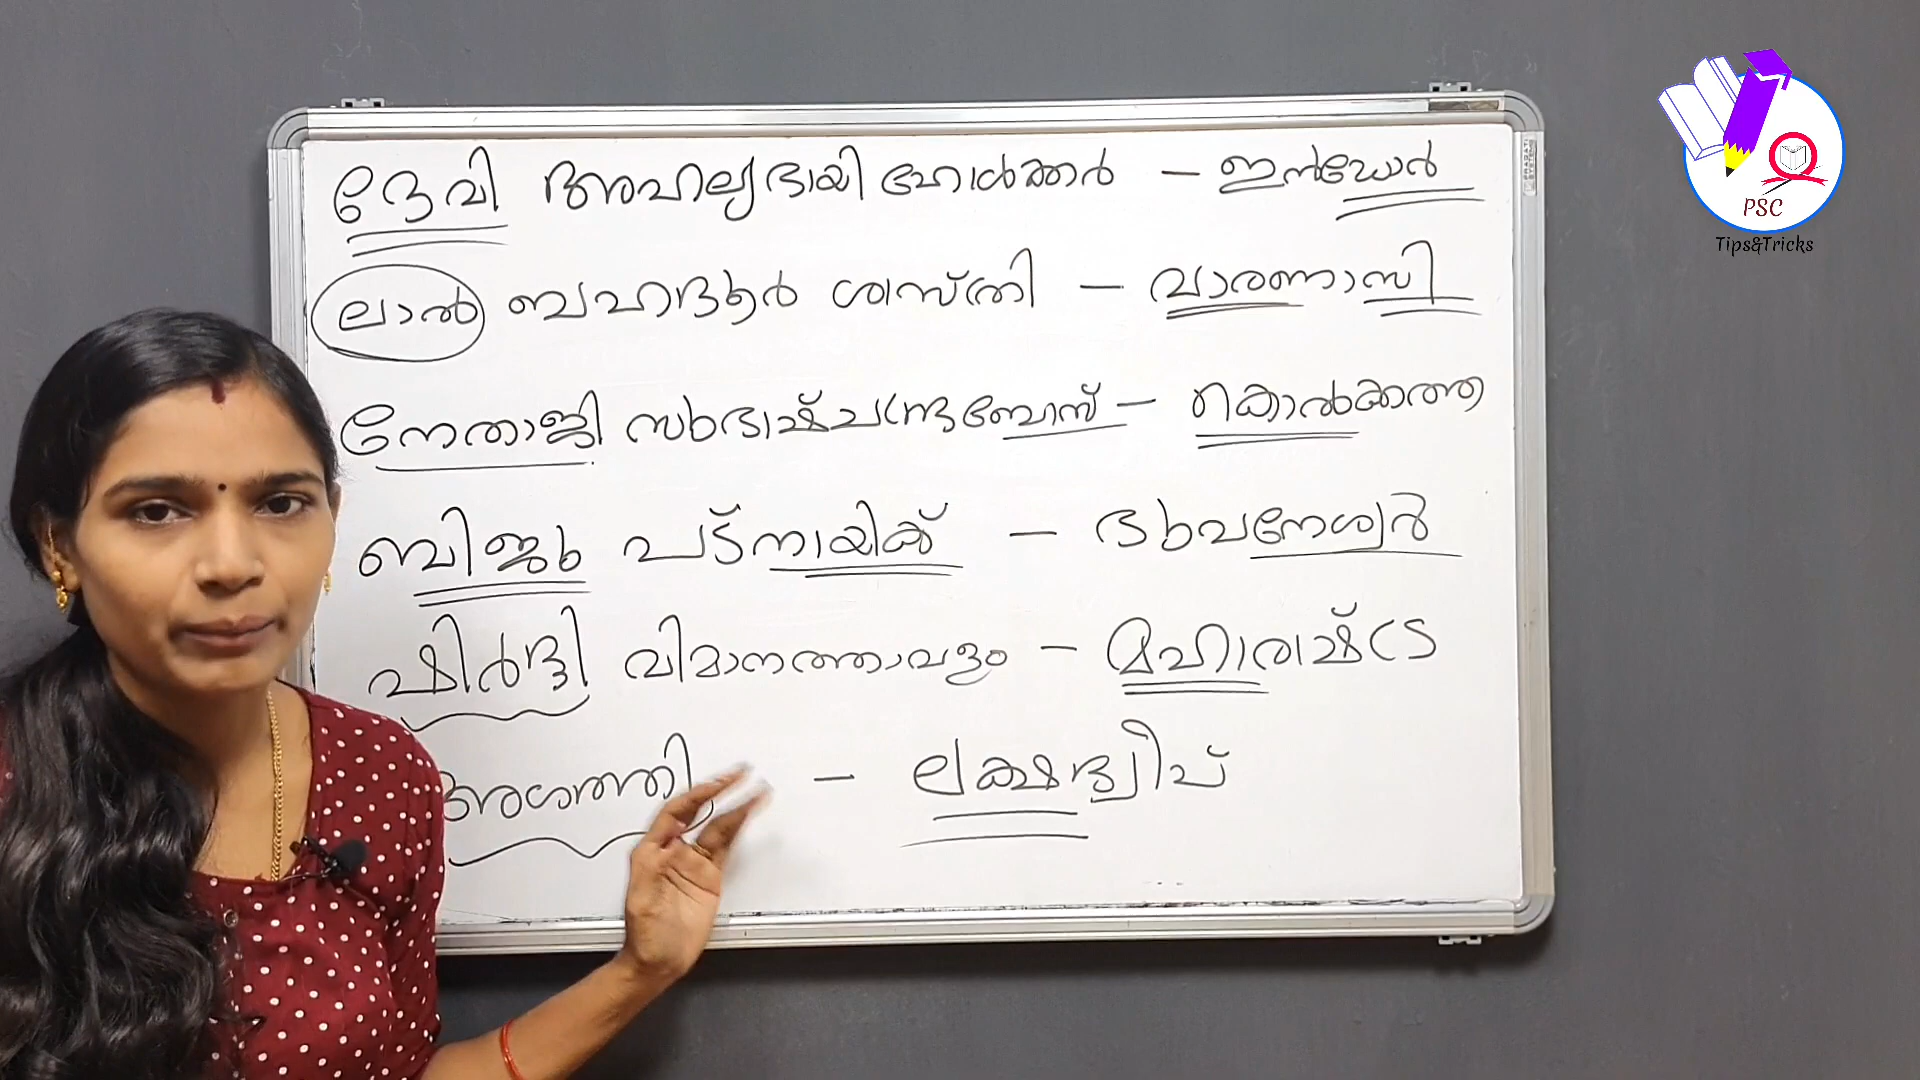 ദേവി അഹല്യഭായി ഹോൾക്കർ – ഇൻഡോർ
ലാൽ ബഹദൂർ ശാസ്ത്രി – വാരണാസി
നേതാജി സുഭാഷ് ചന്ദ്രബോസ് – കൊൽക്കത്ത
ബിജു പട്നായിക് – ഭുവനേശ്വർ
ഷിർദ്ദി വിമാനത്താവളം – മഹാരാഷ്ട്ര
അഗത്തി – ലക്ഷദ്വീപ്
PSC
Tips&Tricks